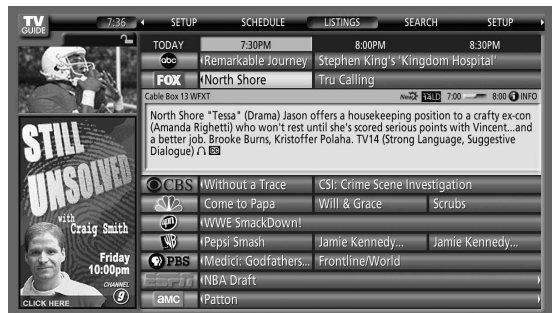 TV GUIDE
7:36 SETUP SCHEDULE LISTINGS SEARCH SETUP
TODAY 7:30PM 8:00PM 8:30PM
abc Remarkable Journey Stephen King's 'Kingdom Hospital'
FOX North Shore Tru Calling
Cable Box 13 WFXT New 7:00 8:00 INFO
North Shore "Tessa" (Drama) Jason offers a housekeeping position to a crafty ex-con
(Amanda Righetti) who won't rest until she's scored serious points with Vincent...and
a better job. Brooke Burns, Kristoffer Polaha. TV14 (Strong Language, Suggestive
Dialogue) CC
CBS Without a Trace CSI: Crime Scene Investigation
Come to Papa Will & Grace Scrubs
upn WWE SmackDown!
WB Pepsi Smash Jamie Kennedy... Jamie Kennedy...
PBS Medici: Godfathers... Frontline/World
ESPN NBA Draft
amc Patton
STILL
UNSOLVED
with
Craig Smith
Friday
10:00pm
CHANNEL
9
CLICK HERE